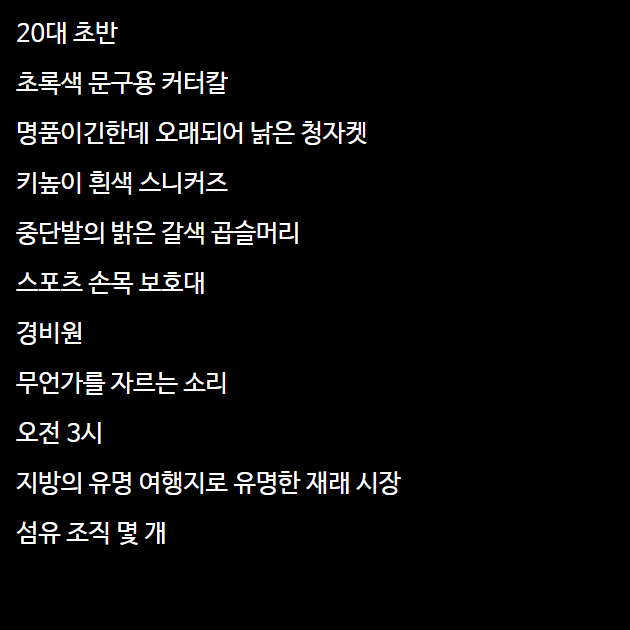 20대 초반
초록색 문구용 커터칼
명품이긴한데 오래되어 낡은 청자켓
키높이 흰색 스니커즈
중단발의 밝은 갈색 곱슬머리
스포츠 손목 보호대
경비원
무언가를 자르는 소리
오전 3시
지방의 유명 여행지로 유명한 재래 시장
섬유 조직 몇 개